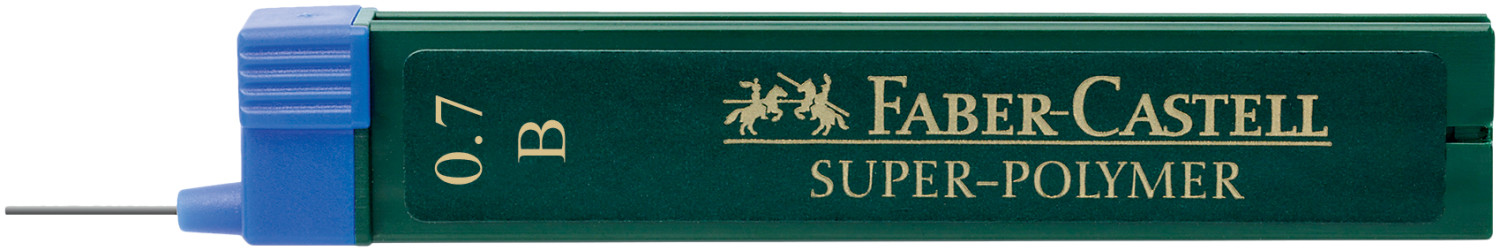 0.7
B
FABER-CASTELL
SUPER-POLYMER